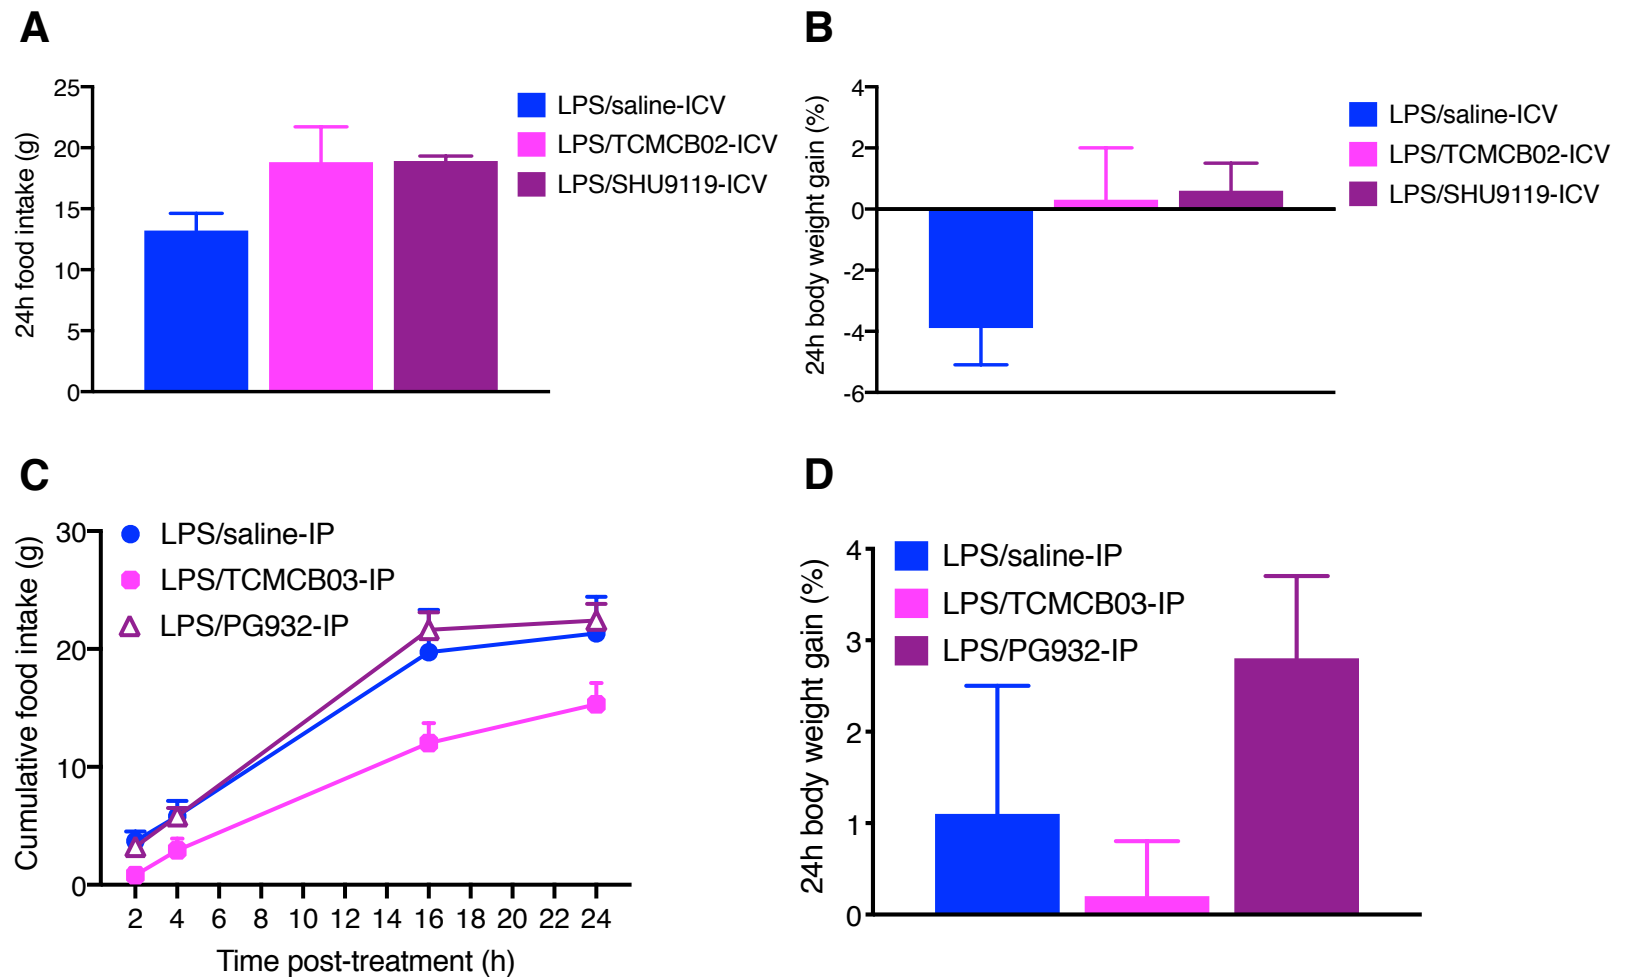 A
24h food intake (g)
25
20
15
10
5
0
LPS/saline-ICV
LPS/TCMCB02-ICV
LPS/SHU9119-ICV
B
24h body weight gain (%)
4
2
0
-2
-4
-6
LPS/saline-ICV
LPS/TCMCB02-ICV
LPS/SHU9119-ICV
C
Cumulative food intake (g)
30
20
10
0
LPS/saline-IP
LPS/TCMCB03-IP
LPS/PG932-IP
2 4 6 8 10 12 14 16 18 20 22 24
Time post-treatment (h)
D
24h body weight gain (%)
4
3
2
1
0
LPS/saline-IP
LPS/TCMCB03-IP
LPS/PG932-IP